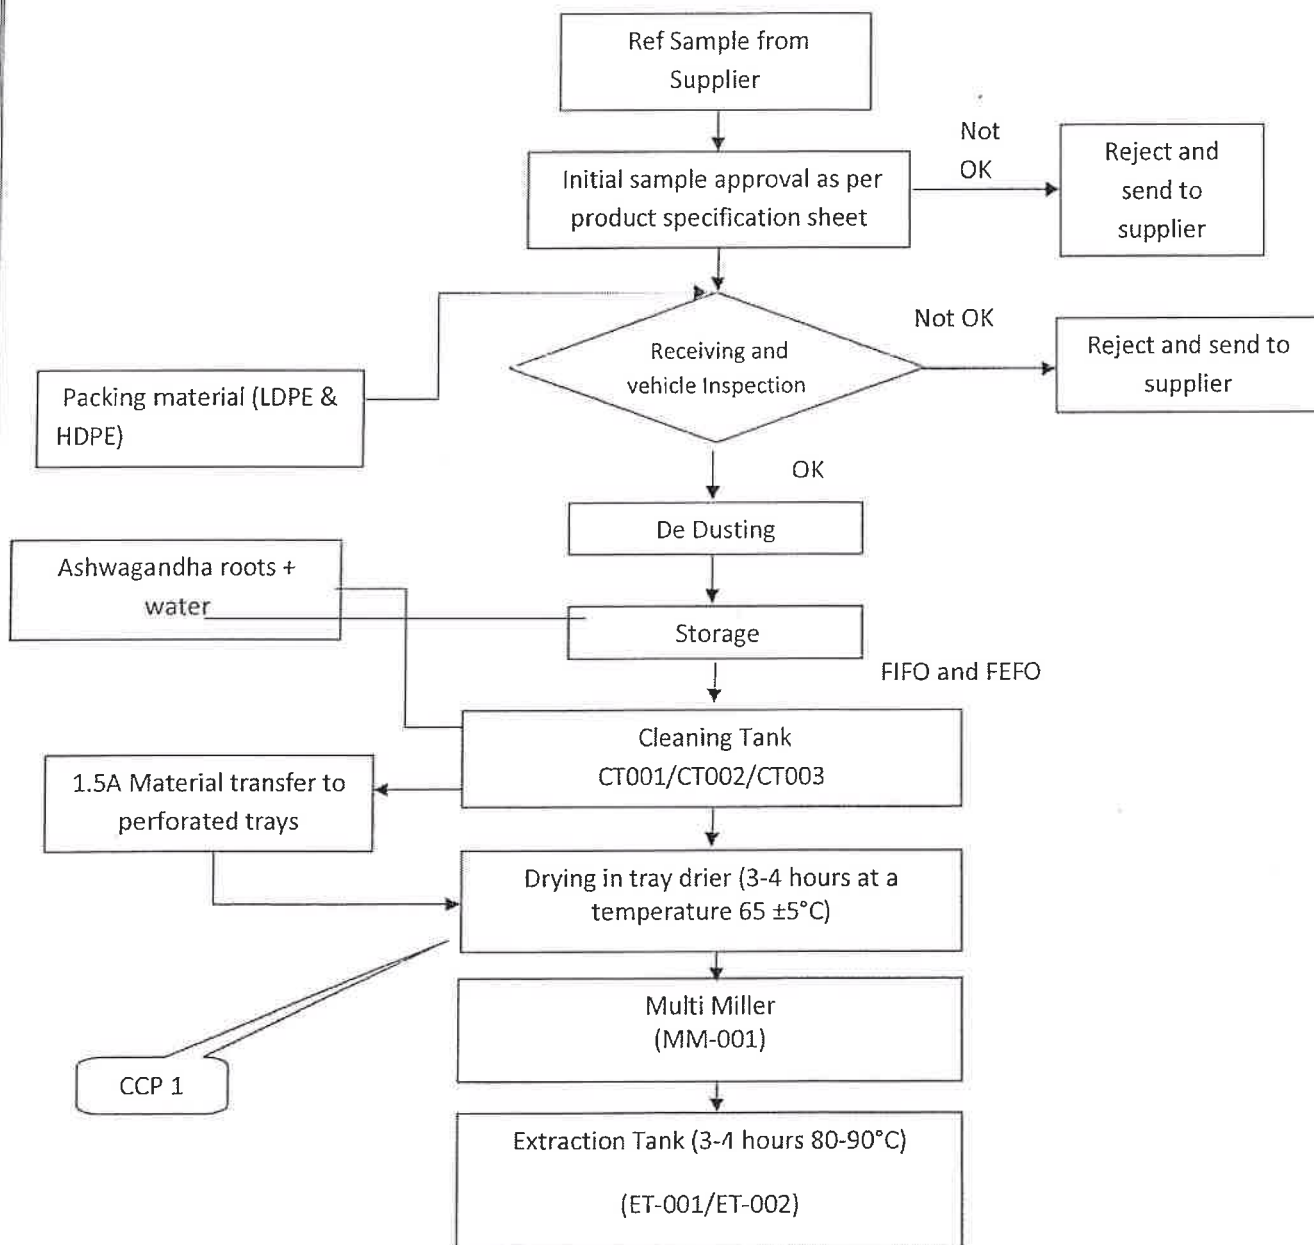 Ref Sample from
Supplier
Not
OK
Initial sample approval as per
product specification sheet
Reject and
send to
supplier
Receiving and
vehicle Inspection
Not OK
Reject and send to
supplier
Packing material (LDPE &
HDPE)
OK
De Dusting
Ashwagandha roots +
water
Storage
FIFO and FEFO
Cleaning Tank
CT001/CT002/CT003
1.5A Material transfer to
perforated trays
Drying in tray drier (3-4 hours at a
temperature 65 ±5°C)
Multi Miller
(MM-001)
CCP 1
Extraction Tank (3-4 hours 80-90°C)
(ET-001/ET-002)